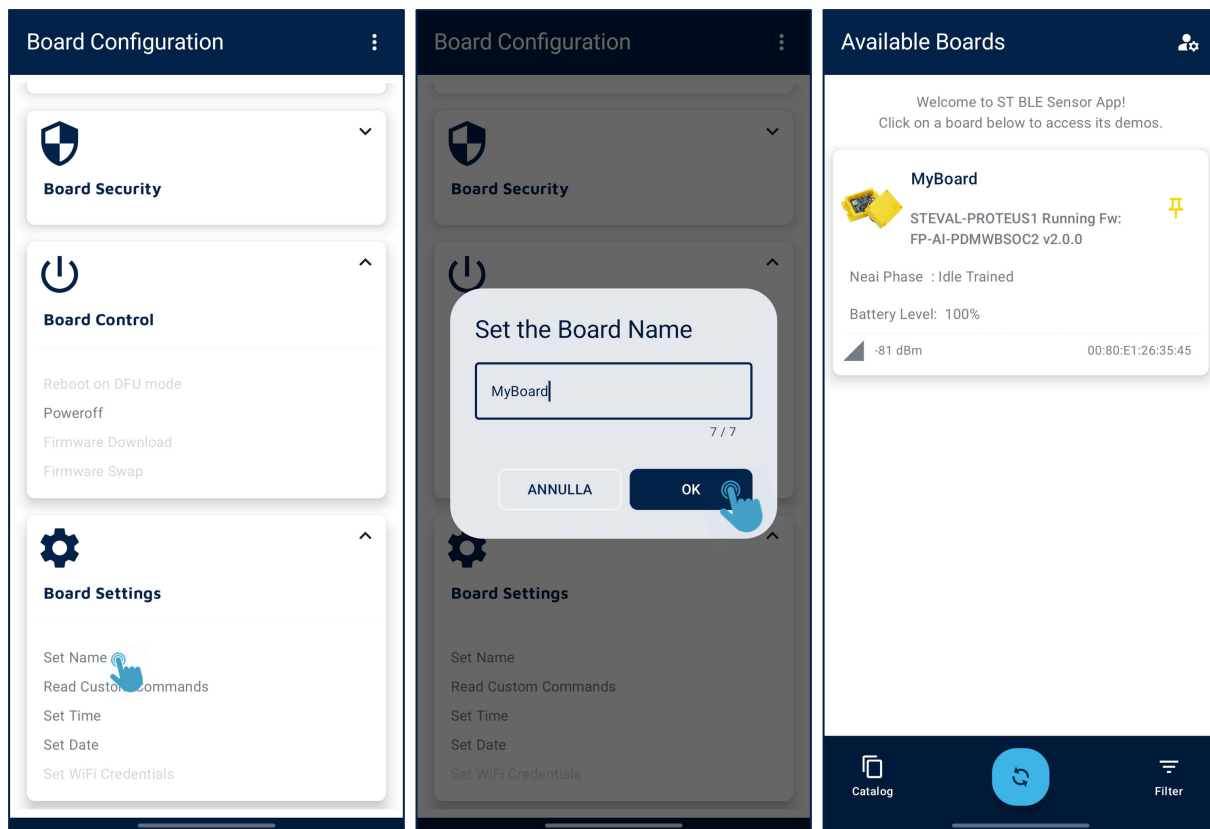 Board Configuration
Board Security
Board Control
Reboot on DFU mode
Poweroff
Firmware Download
Firmware Swap
Board Settings
Set Name
Read Custom Commands
Set Time
Set Date
Set WiFi Credentials
Board Configuration
Board Security
Set the Board Name
MyBoard
7 / 7
ANNULLA
OK
Board Settings
Set Name
Read Custom Commands
Set Time
Set Date
Set WiFi Credentials
Available Boards
Welcome to ST BLE Sensor App!
Click on a board below to access its demos.
MyBoard
STEVAL-PROTEUS1 Running Fw:
FP-AI-PDMWBSOC2 v2.0.0
Neai Phase : Idle Trained
Battery Level: 100%
-81 dBm
00:80:E1:26:35:45
Catalog
Filter